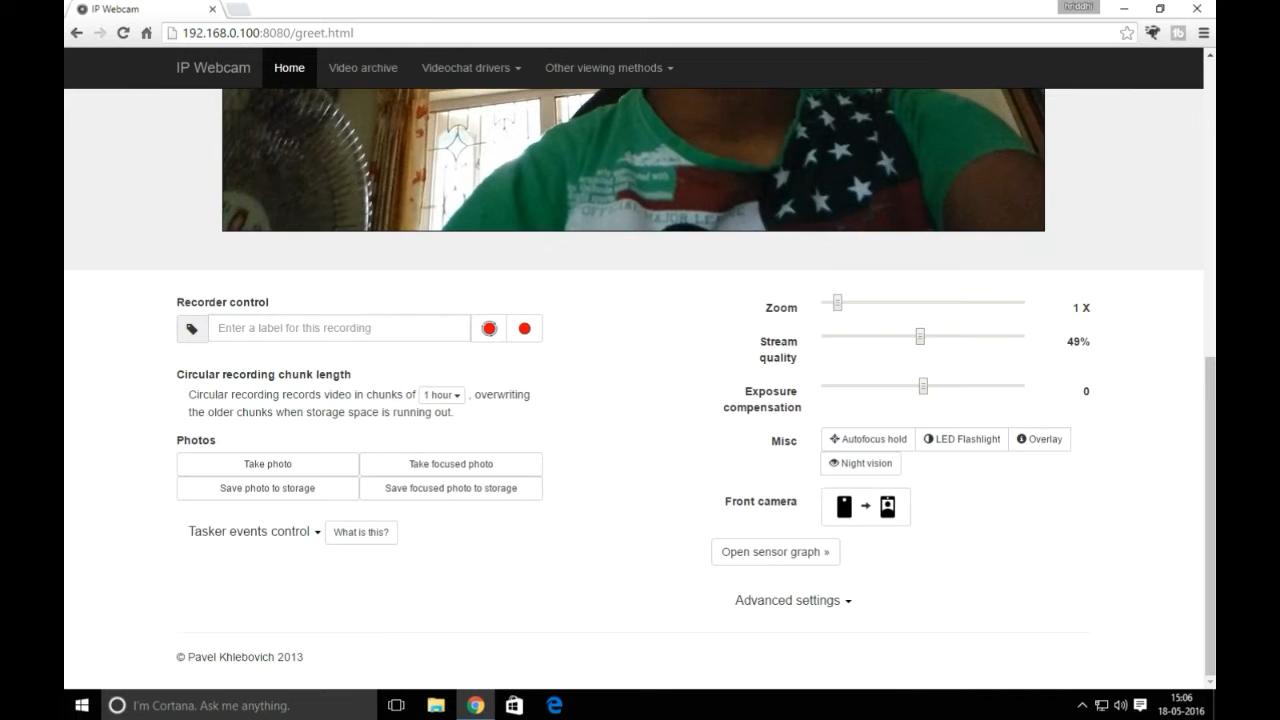 IP Webcam
hriddhi
192.168.0.100:8080/greet.html
IP Webcam Home Video archive Videochat drivers Other viewing methods
Recorder control
Enter a label for this recording
Circular recording chunk length
Circular recording records video in chunks of 1 hour , overwriting
the older chunks when storage space is running out.
Photos
Take photo Take focused photo
Save photo to storage Save focused photo to storage
Tasker events control What is this?
Zoom 1 X
Stream quality 49%
Exposure compensation 0
Misc Autofocus hold LED Flashlight Overlay
Night vision
Front camera
Open sensor graph »
Advanced settings
© Pavel Khlebovich 2013
I'm Cortana. Ask me anything.
15:06
18-05-2016